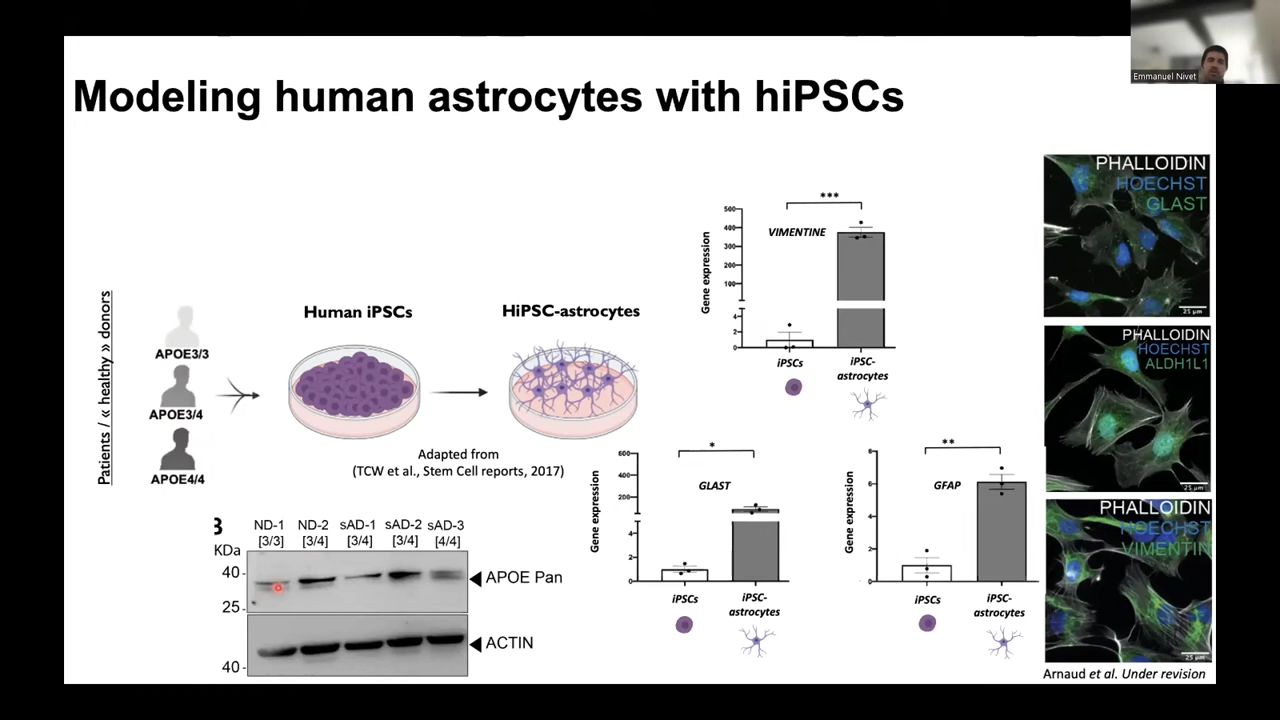 Emmanuel Nivet
Modeling human astrocytes with hiPSCs
Patients / « healthy » donors
APOE3/3
APOE3/4
APOE4/4
Human iPSCs
HiPSC-astrocytes
Adapted from
(TCW et al., Stem Cell reports, 2017)
B
ND-1 ND-2 sAD-1 sAD-2 sAD-3
[3/3] [3/4] [3/4] [3/4] [4/4]
KDa
40
25
APOE Pan
ACTIN
40
***
VIMENTINE
Gene expression
500
400
300
200
100
4
2
0
iPSCs
iPSC-
astrocytes
*
GLAST
Gene expression
600
400
200
4
2
0
iPSCs
iPSC-
astrocytes
**
GFAP
Gene expression
8
6
4
2
0
iPSCs
iPSC-
astrocytes
PHALLOIDIN
HOECHST
GLAST
25 µm
PHALLOIDIN
HOECHST
ALDH1L1
25 µm
PHALLOIDIN
HOECHST
VIMENTIN
25 µm
Arnaud et al. Under revision